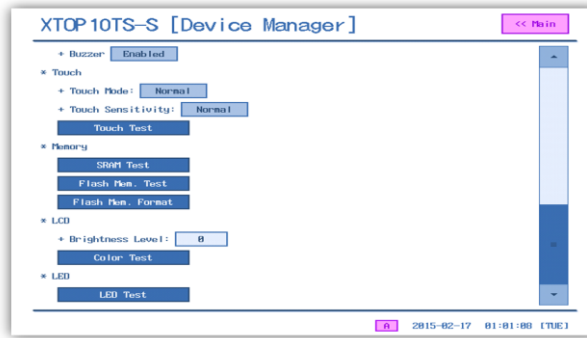 XTOP10TS-S [Device Manager]
<< Main
+ Buzzer Enabled
* Touch
+ Touch Mode: Normal
+ Touch Sensitivity: Normal
Touch Test
* Memory
SRAM Test
Flash Mem. Test
Flash Mem. Format
* LCD
+ Brightness Level: 0
Color Test
* LED
LED Test
A 2015-02-17 01:01:08 [TUE]